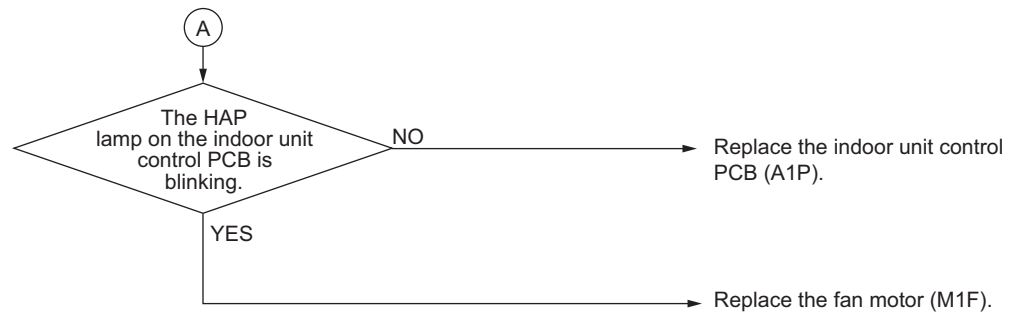 A
The HAP
lamp on the indoor unit
control PCB is
blinking.
NO
Replace the indoor unit control
PCB (A1P).
YES
Replace the fan motor (M1F).